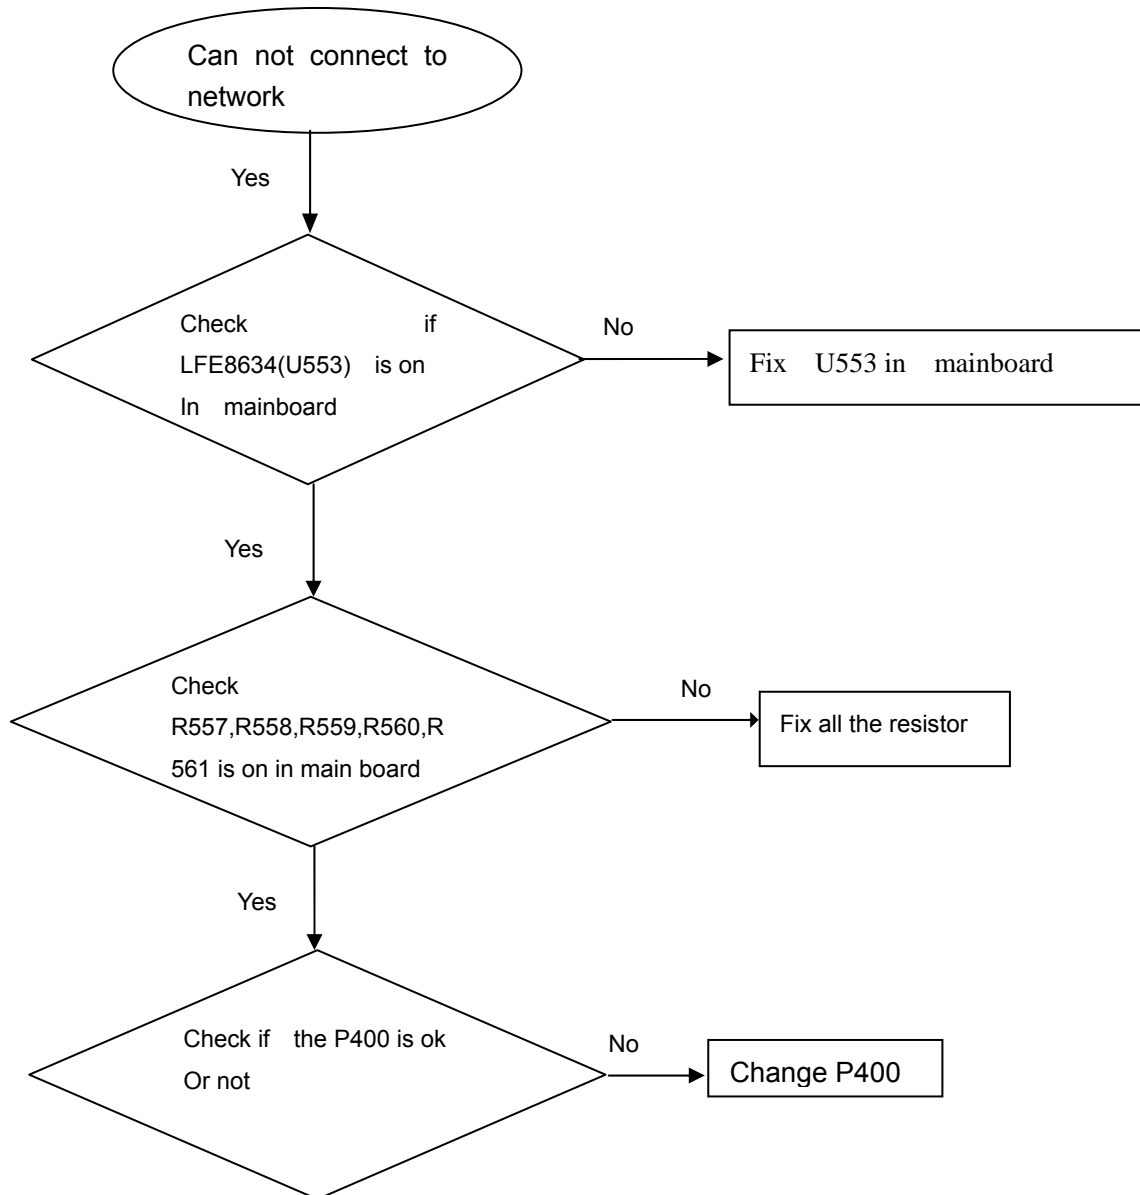 Can not connect to
network
Yes
Check if
LFE8634(U553) is on
In mainboard
No
Fix U553 in mainboard
Yes
Check
R557,R558,R559,R560,R
561 is on in main board
No
Fix all the resistor
Yes
Check if the P400 is ok
Or not
No
Change P400